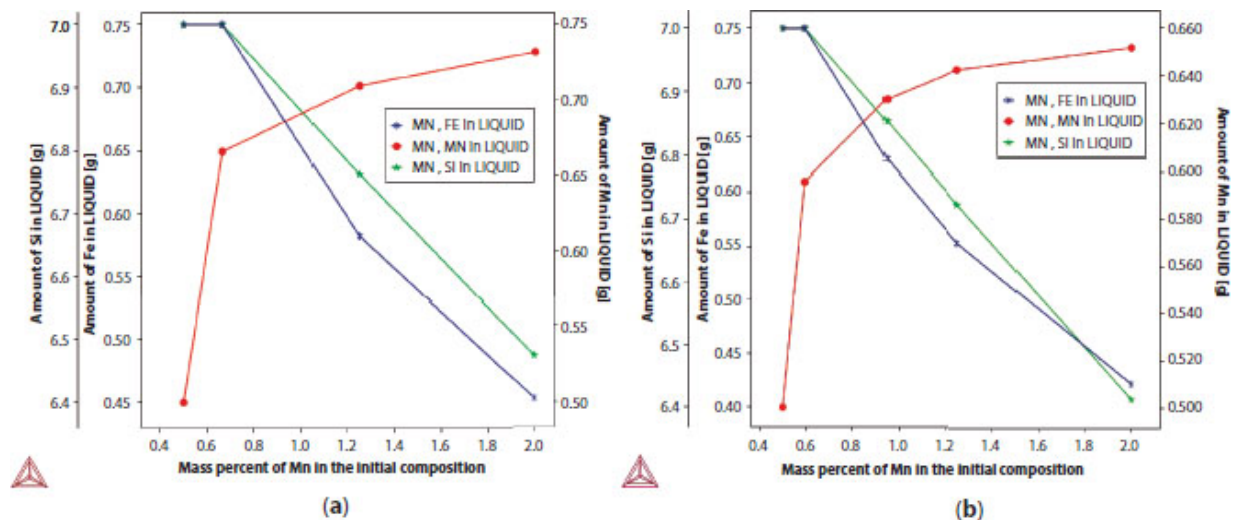 Amount of Si in LIQUID [g]
7.0
6.9
6.8
6.7
6.6
6.5
6.4
Amount of Fe in LIQUID [g]
0.75
0.70
0.65
0.60
0.55
0.50
0.45
MN, FE In LIQUID
MN, MN In LIQUID
MN, SI In LIQUID
0.75
0.70
0.65
0.60
0.55
0.50
Amount of Mn in LIQUID [g]
0.4 0.6 0.8 1.0 1.2 1.4 1.6 1.8 2.0
Mass percent of Mn in the initial composition
(a)
Amount of Si in LIQUID [g]
7.0
6.9
6.8
6.7
6.5
6.4
Amount of Fe in LIQUID [g]
0.75
0.70
0.65
0.60
0.55
0.50
0.45
0.40
MN, FE In LIQUID
MN, MN In LIQUID
MN, SI In LIQUID
0.660
0.640
0.620
0.600
0.580
0.560
0.540
0.520
0.510
0.500
Amount of Mn in LIQUID [g]
0.4 0.6 0.8 1.0 1.2 1.4 1.6 1.8 2.0
Mass percent of Mn in the initial composition
(b)